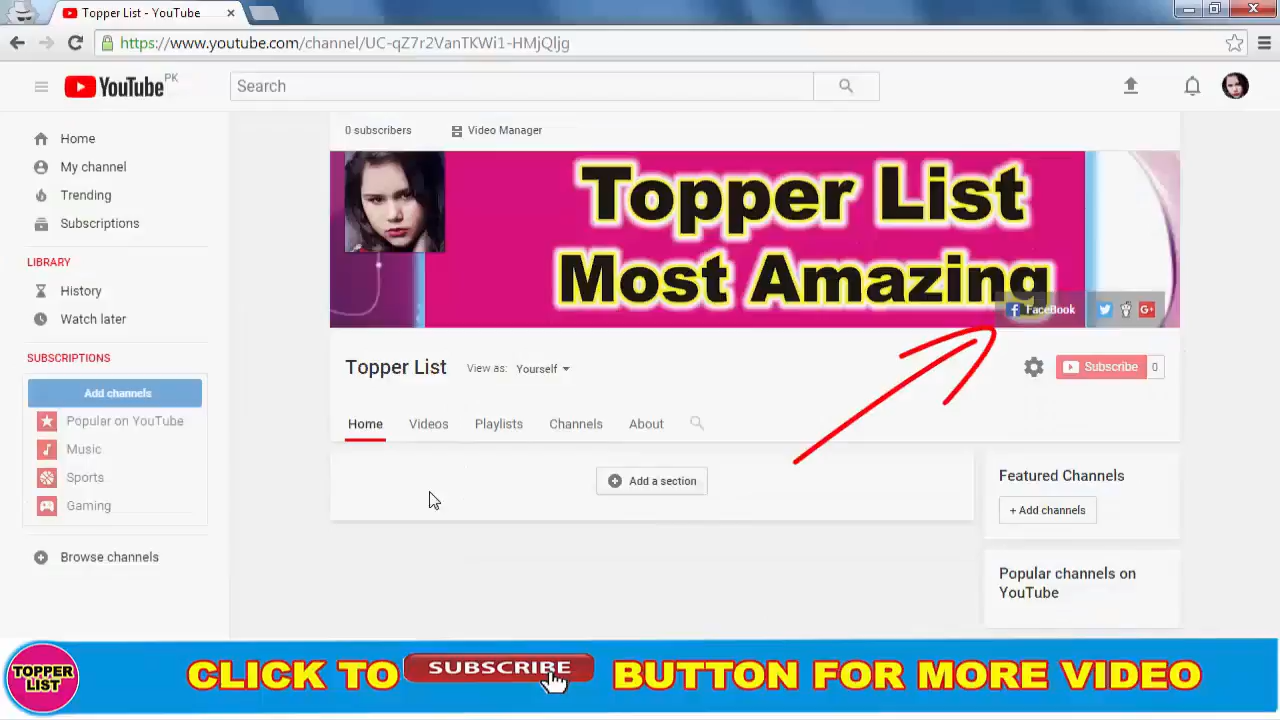 Topper List - YouTube
https://www.youtube.com/channel/UC-qZ7r2VanTKWi1-HMjQljg
YouTube PK
Search
Home
My channel
Trending
Subscriptions
LIBRARY
History
Watch later
SUBSCRIPTIONS
Add channels
Popular on YouTube
Music
Sports
Gaming
Browse channels
0 subscribers
Video Manager
Topper List
Most Amazing
FaceBook
Topper List
View as: Yourself
Subscribe 0
Home Videos Playlists Channels About
Add a section
Featured Channels
+ Add channels
Popular channels on
YouTube
TOPPER
LIST
CLICK TO SUBSCRIBE BUTTON FOR MORE VIDEO